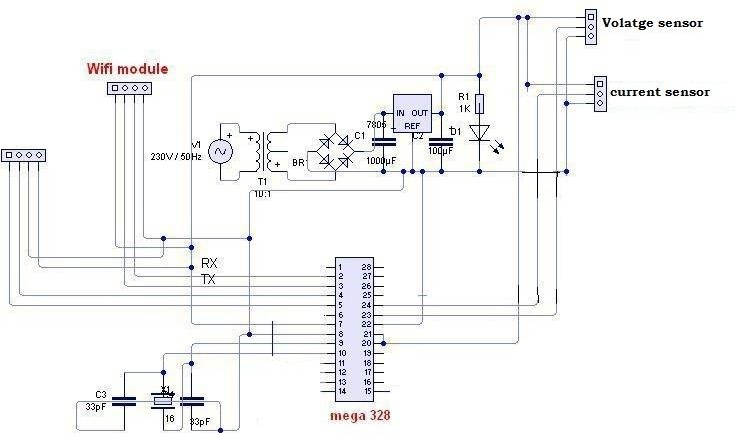 Volatge sensor
Wifi module
current sensor
R1
1K
IN OUT
REF
7805
C1
1000µF
C2
100µF
D1
V1
230V / 50Hz
BR
T1
10:1
RX
TX
1 28
2 27
3 26
4 25
5 24
6 23
7 22
8 21
9 20
10 19
11 18
12 17
13 16
14 15
mega 328
C3
33pF
X1
16
33pF